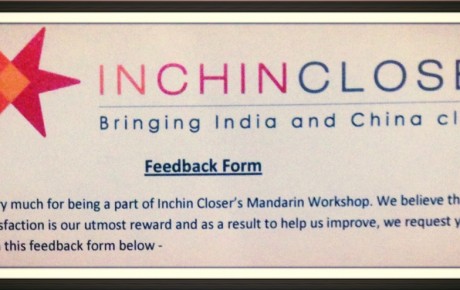 INCHINCLOSE
Bringing India and China cl
Feedback Form
y much for being a part of Inchin Closer's Mandarin Workshop. We believe th
sfaction is our utmost reward and as a result to help us improve, we request y
this feedback form below -